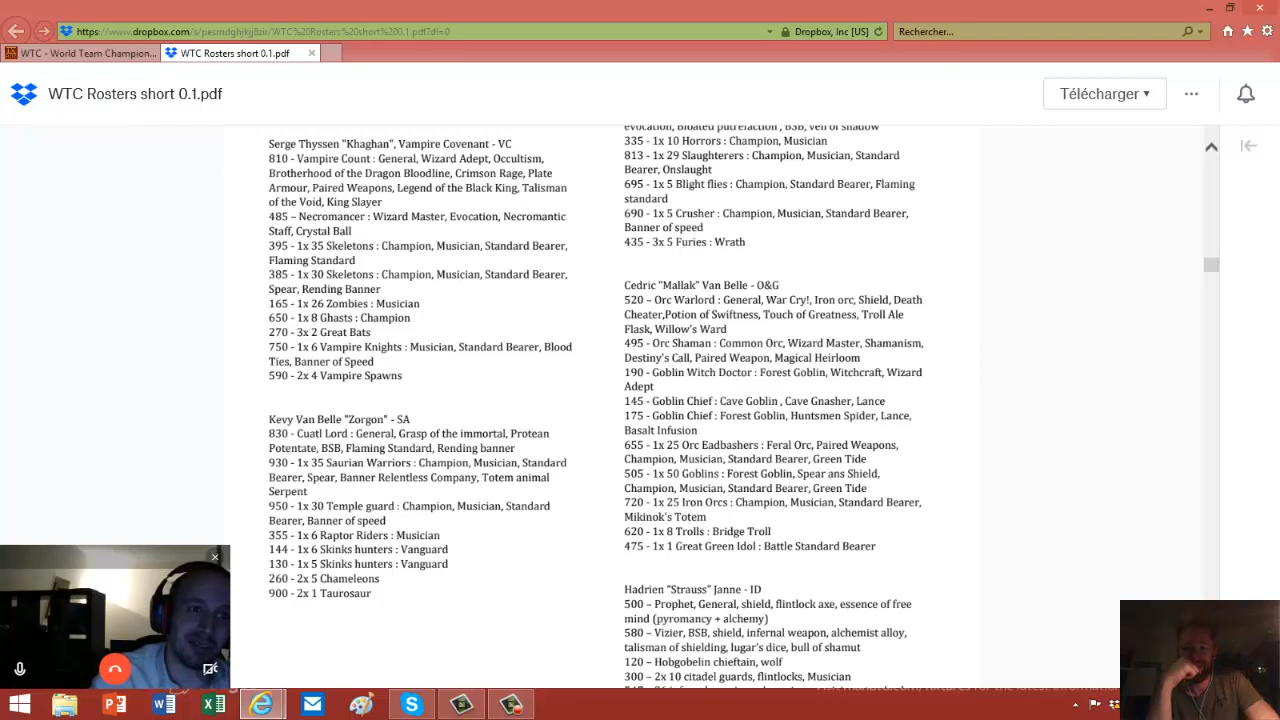 https://www.dropbox.com/s/pesmdghjkjj8zir/WTC%20Rosters%20short%200.1.pdf?dl=0
Dropbox, Inc [US]
Rechercher...
WTC - World Team Champion...
WTC Rosters short 0.1.pdf
WTC Rosters short 0.1.pdf
Télécharger
Serge Thyssen "Khaghan", Vampire Covenant - VC
810 - Vampire Count : General, Wizard Adept, Occultism,
Brotherhood of the Dragon Bloodline, Crimson Rage, Plate
Armour, Paired Weapons, Legend of the Black King, Talisman
of the Void, King Slayer
485 – Necromancer : Wizard Master, Evocation, Necromantic
Staff, Crystal Ball
395 - 1x 35 Skeletons : Champion, Musician, Standard Bearer,
Flaming Standard
385 - 1x 30 Skeletons : Champion, Musician, Standard Bearer,
Spear, Rending Banner
165 - 1x 26 Zombies : Musician
650 - 1x 8 Ghasts : Champion
270 - 3x 2 Great Bats
750 - 1x 6 Vampire Knights : Musician, Standard Bearer, Blood
Ties, Banner of Speed
590 - 2x 4 Vampire Spawns
Kevy Van Belle "Zorgon" - SA
830 - Cuatl Lord : General, Grasp of the immortal, Protean
Potentate, BSB, Flaming Standard, Rending banner
930 - 1x 35 Saurian Warriors : Champion, Musician, Standard
Bearer, Spear, Banner Relentless Company, Totem animal
Serpent
950 - 1x 30 Temple guard : Champion, Musician, Standard
Bearer, Banner of speed
355 - 1x 6 Raptor Riders : Musician
144 - 1x 6 Skinks hunters : Vanguard
130 - 1x 5 Skinks hunters : Vanguard
260 - 2x 5 Chameleons
900 - 2x 1 Taurosaur
evocation, Bloated putrefaction , BSB, veil of shadow
335 - 1x 10 Horrors : Champion, Musician
813 - 1x 29 Slaughterers : Champion, Musician, Standard
Bearer, Onslaught
695 - 1x 5 Blight flies : Champion, Standard Bearer, Flaming
standard
690 - 1x 5 Crusher : Champion, Musician, Standard Bearer,
Banner of speed
435 - 3x 5 Furies : Wrath
Cedric "Mallak" Van Belle - O&G
520 – Orc Warlord : General, War Cry!, Iron orc, Shield, Death
Cheater,Potion of Swiftness, Touch of Greatness, Troll Ale
Flask, Willow's Ward
495 - Orc Shaman : Common Orc, Wizard Master, Shamanism,
Destiny's Call, Paired Weapon, Magical Heirloom
190 - Goblin Witch Doctor : Forest Goblin, Witchcraft, Wizard
Adept
145 - Goblin Chief : Cave Goblin , Cave Gnasher, Lance
175 - Goblin Chief : Forest Goblin, Huntsmen Spider, Lance,
Basalt Infusion
655 - 1x 25 Orc Eadbashers : Feral Orc, Paired Weapons,
Champion, Musician, Standard Bearer, Green Tide
505 - 1x 50 Goblins : Forest Goblin, Spear ans Shield,
Champion, Musician, Standard Bearer, Green Tide
720 - 1x 25 Iron Orcs : Champion, Musician, Standard Bearer,
Mikinok's Totem
620 - 1x 8 Trolls : Bridge Troll
475 - 1x 1 Great Green Idol : Battle Standard Bearer
Hadrien "Strauss" Janne - ID
500 – Prophet, General, shield, flintlock axe, essence of free
mind (pyromancy + alchemy)
580 – Vizier, BSB, shield, infernal weapon, alchemist alloy,
talisman of shielding, lugar's dice, bull of shamut
120 – Hobgobelin chieftain, wolf
300 – 2x 10 citadel guards, flintlocks, Musician
for the latest information